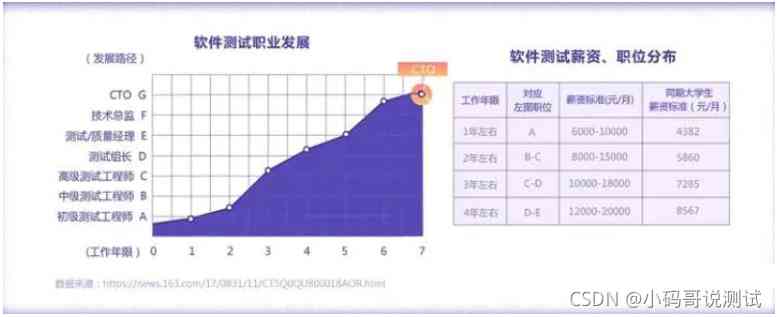 软件测试职业发展
（发展路径）
CTO
CTO G
技术总监 F
测试/质量经理 E
测试组长 D
高级测试工程师 C
中级测试工程师 B
初级测试工程师 A
(工作年限) 0 1 2 3 4 5 6 7
软件测试薪资、职位分布
工作年限 对应左图职位 薪资标准(元/月) 同期大学生薪资标准（元/月）
1年左右 A 6000-10000 4382
2年左右 B-C 8000-15000 5860
3年左右 C-D 10000-18000 7285
4年左右 D-E 12000-20000 8567
数据来源：https://news.163.com/17/0831/11/CT5Q0QUB00018AOR.html
CSDN @小码哥说测试